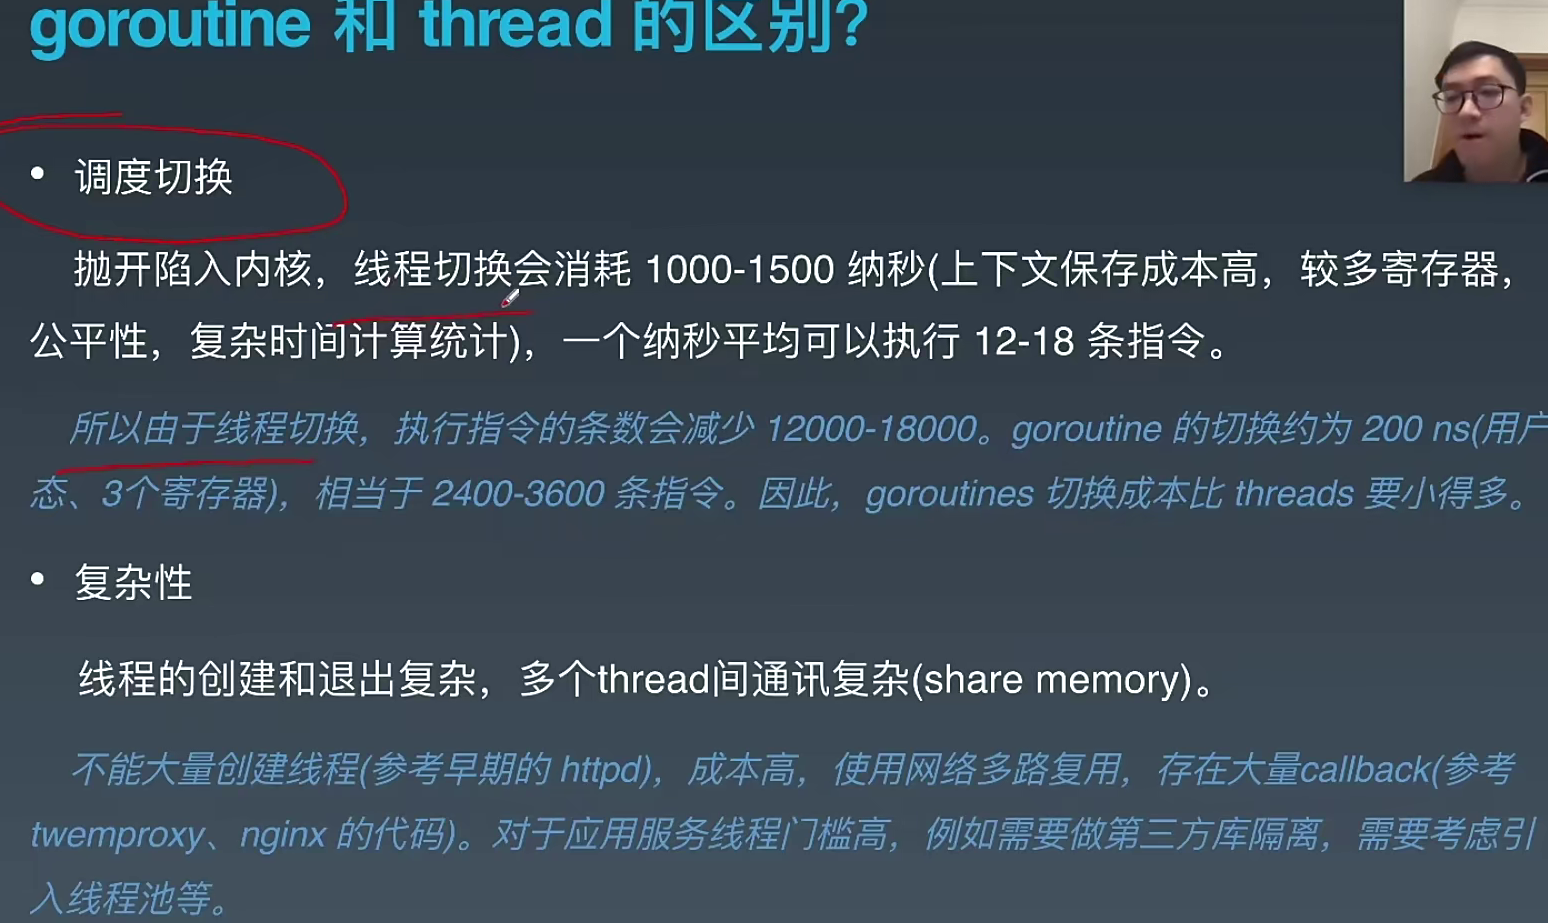 goroutine 和 thread 的区别?
• 调度切换
抛开陷入内核，线程切换会消耗 1000-1500 纳秒(上下文保存成本高，较多寄存器，
公平性，复杂时间计算统计)，一个纳秒平均可以执行 12-18 条指令。
所以由于线程切换，执行指令的条数会减少 12000-18000。goroutine 的切换约为 200 ns(用户
态、3个寄存器)，相当于 2400-3600 条指令。因此，goroutines 切换成本比 threads 要小得多。
• 复杂性
线程的创建和退出复杂，多个thread间通讯复杂(share memory)。
不能大量创建线程(参考早期的 httpd)，成本高，使用网络多路复用，存在大量callback(参考
twemproxy、nginx 的代码)。对于应用服务线程门槛高，例如需要做第三方库隔离，需要考虑引
入线程池等。